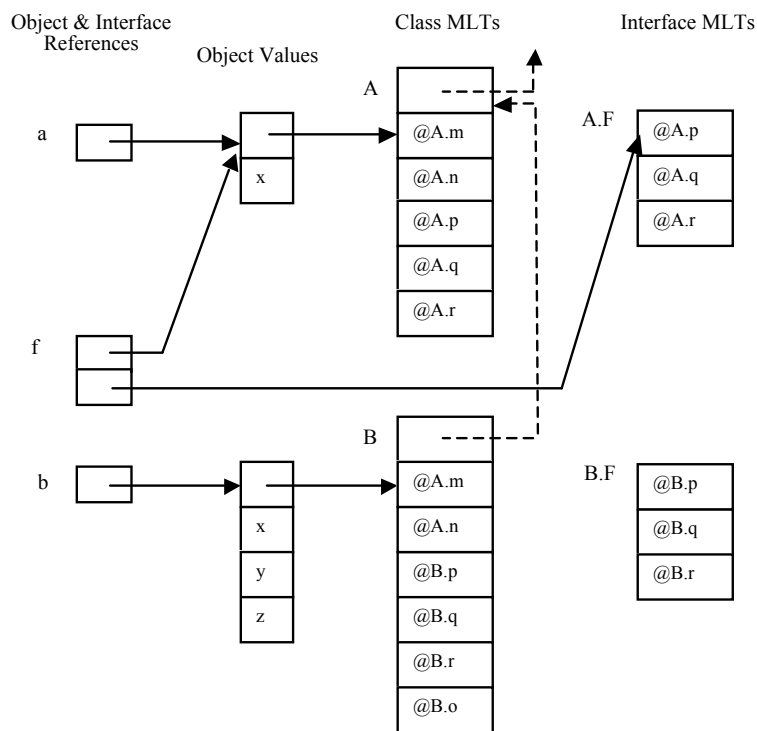 Object & Interface
References
Object Values
Class MLTs
Interface MLTs
A
a
x
@A.m
@A.n
@A.p
@A.q
@A.r
A.F
@A.p
@A.q
@A.r
f
B
b
x
y
z
@A.m
@A.n
@B.p
@B.q
@B.r
@B.o
B.F
@B.p
@B.q
@B.r